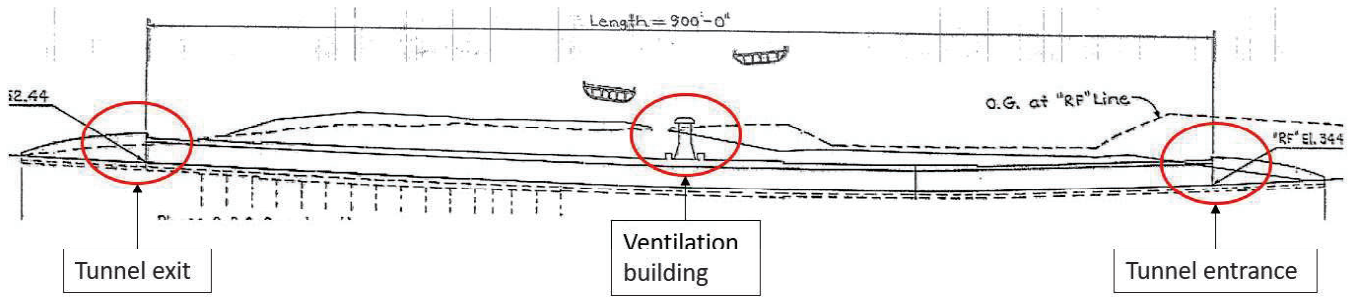 Length = 900'-0"
52.44
O.G. at "RF" Line
"RF" El. 344
Tunnel exit
Ventilation
building
Tunnel entrance